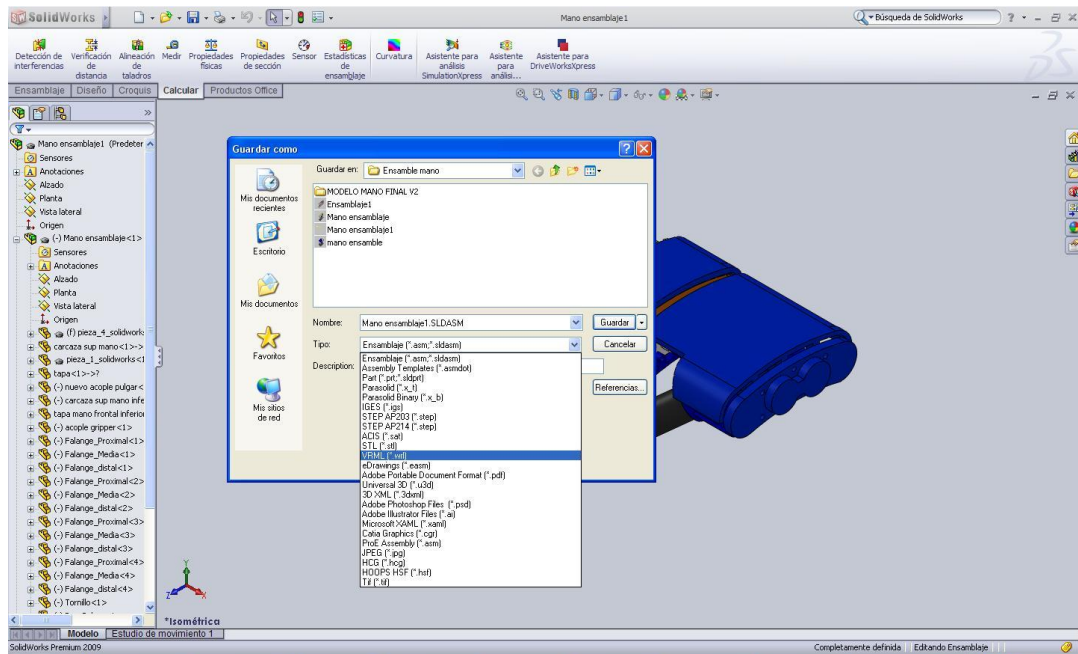 SolidWorks
Mano ensamblaje1
Búsqueda de SolidWorks
Detección de interferencias
Verificación de distancia
Alineación de taladros
Medir
Propiedades físicas
Propiedades de sección
Sensor
Estadísticas de ensamblaje
Curvatura
Asistente para análisis SimulationXpress
Asistente para análisi...
Asistente para DriveWorksXpress
Ensamblaje
Diseño
Croquis
Calcular
Productos Office
Mano ensamblaje1 (Predeter
Sensores
Anotaciones
Alzado
Planta
Vista lateral
Origen
(-) Mano ensamblaje<1>
Sensores
Anotaciones
Alzado
Planta
Vista lateral
Origen
(f) pieza_4_solidwork
carcaza sup mano<1>->
pieza_1_solidworks<1
tapa<1>->?
(-) nuevo acople pulgar<
(-) carcaza sup mano infe
tapa mano frontal inferior
(-) acople gripper<1>
(-) Falange_Proximal<1>
(-) Falange_Media<1>
(-) Falange_distal<1>
(-) Falange_Proximal<2>
(-) Falange_Media<2>
(-) Falange_distal<2>
(-) Falange_Proximal<3>
(-) Falange_Media<3>
(-) Falange_distal<3>
(-) Falange_Proximal<4>
(-) Falange_Media<4>
(-) Falange_distal<4>
(-) Tornillo<1>
Guardar como
Guardar en:
Ensamble mano
Mis documentos recientes
Escritorio
Mis documentos
Favoritos
Mis sitios de red
MODELO MANO FINAL V2
Ensamblaje1
Mano ensamblaje
Mano ensamblaje1
mano ensamble
Nombre:
Mano ensamblaje1.SLDASM
Guardar
Tipo:
Ensamblaje (*.asm;*.sldasm)
Cancelar
Description:
Referencias...
Ensamblaje (*.asm;*.sldasm)
Assembly Templates (*.asmdot)
Part (*.prt;*.sldprt)
Parasolid (*.x_t)
Parasolid Binary (*.x_b)
IGES (*.igs)
STEP AP203 (*.step)
STEP AP214 (*.step)
ACIS (*.sat)
STL (*.stl)
VRML (*.wrl)
eDrawings (*.easm)
Adobe Portable Document Format (*.pdf)
Universal 3D (*.u3d)
3D XML (*.3dxml)
Adobe Photoshop Files (*.psd)
Adobe Illustrator Files (*.ai)
Microsoft XAML (*.xaml)
Catia Graphics (*.cgr)
ProE Assembly (*.asm)
JPEG (*.jpg)
HCG (*.hcg)
HOOPS HSF (*.hsf)
Tif (*.tif)
Y
Z
X
*Isométrica
Modelo
Estudio de movimiento 1
SolidWorks Premium 2009
Completamente definida
Editando Ensamblaje